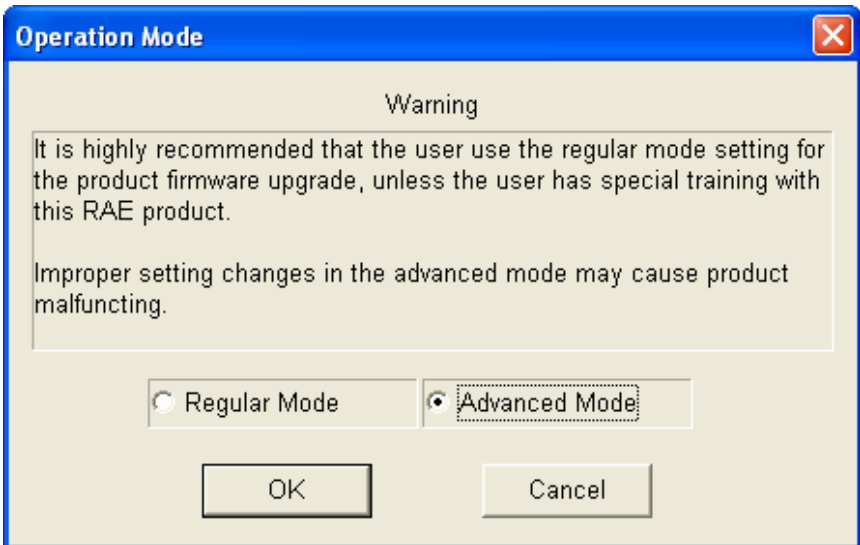 Operation Mode
Warning
It is highly recommended that the user use the regular mode setting for
the product firmware upgrade, unless the user has special training with
this RAE product.
Improper setting changes in the advanced mode may cause product
malfuncting.
Regular Mode
Advanced Mode
OK
Cancel